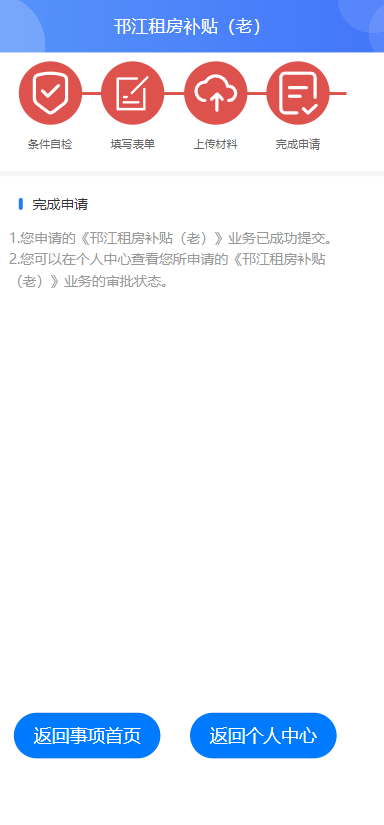 邗江租房补贴（老）
条件自检
填写表单
上传材料
完成申请
完成申请
1.您申请的《邗江租房补贴（老）》业务已成功提交。
2.您可以在个人中心查看您所申请的《邗江租房补贴
（老）》业务的审批状态。
返回事项首页
返回个人中心